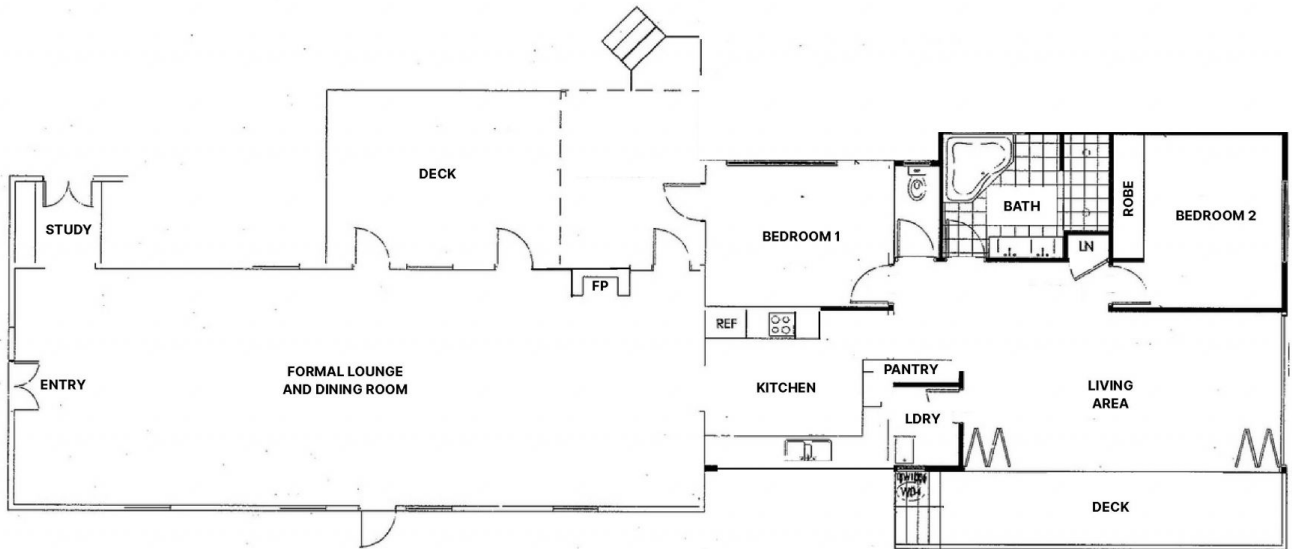 DECK
STUDY
BEDROOM 1
BATH
ROBE
BEDROOM 2
LN
FP
REF
ENTRY
FORMAL LOUNGE
AND DINING ROOM
KITCHEN
PANTRY
LDRY
LIVING
AREA
DECK